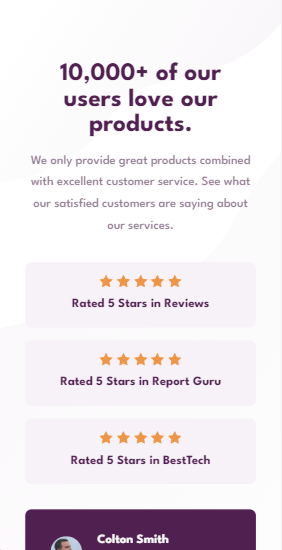 10,000+ of our
users love our
products.
We only provide great products combined
with excellent customer service. See what
our satisfied customers are saying about
our services.
Rated 5 Stars in Reviews
Rated 5 Stars in Report Guru
Rated 5 Stars in BestTech
Colton Smith